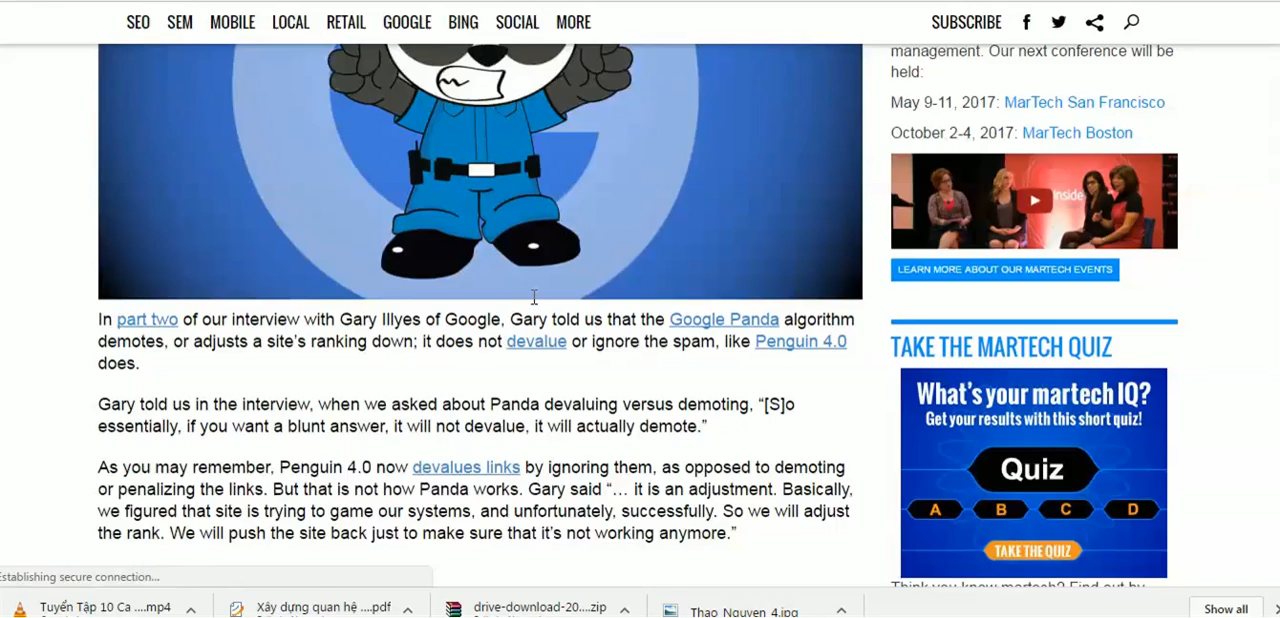 SEO SEM MOBILE LOCAL RETAIL GOOGLE BING SOCIAL MORE SUBSCRIBE
management. Our next conference will be
held:
May 9-11, 2017: MarTech San Francisco
October 2-4, 2017: MarTech Boston
Inside
LEARN MORE ABOUT OUR MARTECH EVENTS
In part two of our interview with Gary Illyes of Google, Gary told us that the Google Panda algorithm
demotes, or adjusts a site's ranking down; it does not devalue or ignore the spam, like Penguin 4.0
does.
Gary told us in the interview, when we asked about Panda devaluing versus demoting, “[S]o
essentially, if you want a blunt answer, it will not devalue, it will actually demote.”
As you may remember, Penguin 4.0 now devalues links by ignoring them, as opposed to demoting
or penalizing the links. But that is not how Panda works. Gary said “… it is an adjustment. Basically,
we figured that site is trying to game our systems, and unfortunately, successfully. So we will adjust
the rank. We will push the site back just to make sure that it's not working anymore.”
TAKE THE MARTECH QUIZ
What's your martech IQ?
Get your results with this short quiz!
Quiz
A B C D
TAKE THE QUIZ
Think you know martech? Find out by
Establishing secure connection...
Tuyển Tập 10 Ca ....mp4
Xây dựng quan hệ ....pdf
drive-download-20....zip
Thao_Nguyen_4.jpg
Show all